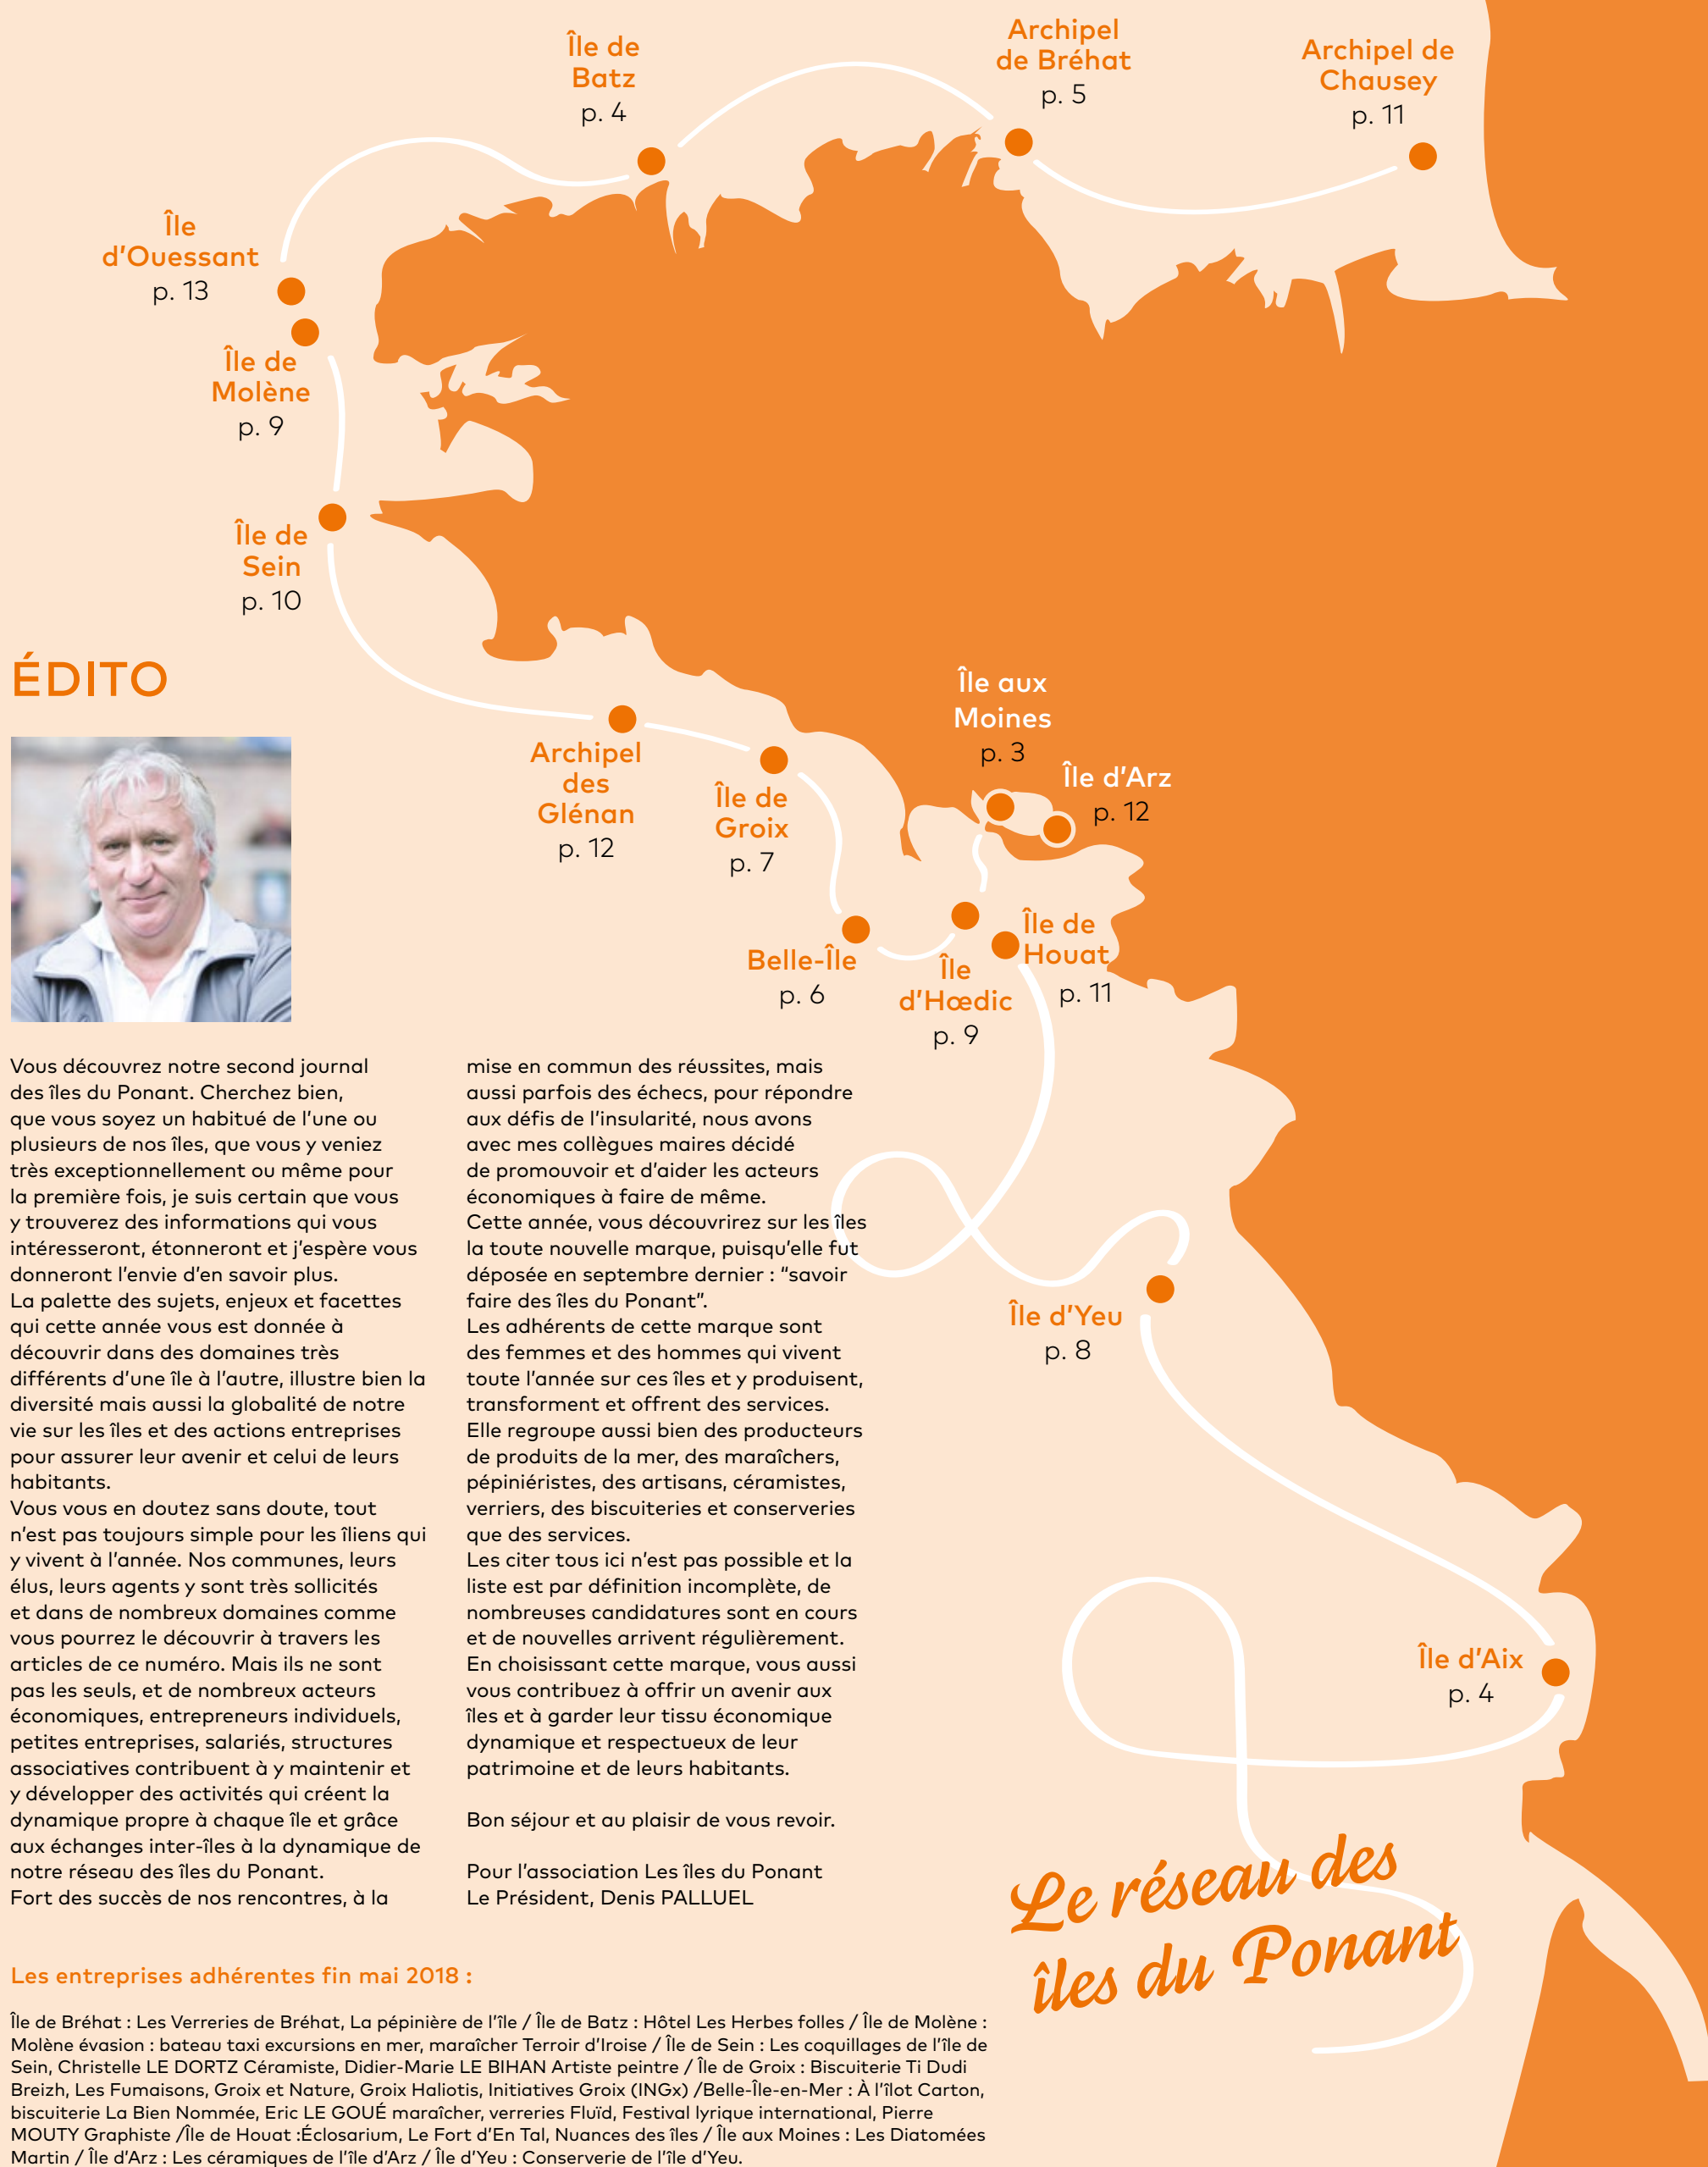 Île de
Batz
p. 4
Archipel
de Bréhat
p. 5
Archipel de
Chausey
p. 11
Île
d'Ouessant
p. 13
Île de
Molène
p. 9
Île de
Sein
p. 10
Archipel
des
Glénan
p. 12
Île de
Groix
p. 7
Île aux
Moines
p. 3
Île d'Arz
p. 12
Belle-Île
p. 6
Île
d'Hœdic
p. 9
Île de
Houat
p. 11
Île d'Yeu
p. 8
Île d'Aix
p. 4
Le réseau des
îles du Ponant
ÉDITO
Vous découvrez notre second journal
des îles du Ponant. Cherchez bien,
que vous soyez un habitué de l'une ou
plusieurs de nos îles, que vous y veniez
très exceptionnellement ou même pour
la première fois, je suis certain que vous
y trouverez des informations qui vous
intéresseront, étonneront et j'espère vous
donneront l'envie d'en savoir plus.
La palette des sujets, enjeux et facettes
qui cette année vous est donnée à
découvrir dans des domaines très
différents d'une île à l'autre, illustre bien la
diversité mais aussi la globalité de notre
vie sur les îles et des actions entreprises
pour assurer leur avenir et celui de leurs
habitants.
Vous vous en doutez sans doute, tout
n'est pas toujours simple pour les îliens qui
y vivent à l'année. Nos communes, leurs
élus, leurs agents y sont très sollicités
et dans de nombreux domaines comme
vous pourrez le découvrir à travers les
articles de ce numéro. Mais ils ne sont
pas les seuls, et de nombreux acteurs
économiques, entrepreneurs individuels,
petites entreprises, salariés, structures
associatives contribuent à y maintenir et
y développer des activités qui créent la
dynamique propre à chaque île et grâce
aux échanges inter-îles à la dynamique de
notre réseau des îles du Ponant.
Fort des succès de nos rencontres, à la
mise en commun des réussites, mais
aussi parfois des échecs, pour répondre
aux défis de l'insularité, nous avons
avec mes collègues maires décidé
de promouvoir et d'aider les acteurs
économiques à faire de même.
Cette année, vous découvrirez sur les îles
la toute nouvelle marque, puisqu'elle fut
déposée en septembre dernier : “savoir
faire des îles du Ponant”.
Les adhérents de cette marque sont
des femmes et des hommes qui vivent
toute l'année sur ces îles et y produisent,
transforment et offrent des services.
Elle regroupe aussi bien des producteurs
de produits de la mer, des maraîchers,
pépiniéristes, des artisans, céramistes,
verriers, des biscuiteries et conserveries
que des services.
Les citer tous ici n'est pas possible et la
liste est par définition incomplète, de
nombreuses candidatures sont en cours
et de nouvelles arrivent régulièrement.
En choisissant cette marque, vous aussi
vous contribuez à offrir un avenir aux
îles et à garder leur tissu économique
dynamique et respectueux de leur
patrimoine et de leurs habitants.
Bon séjour et au plaisir de vous revoir.
Pour l'association Les îles du Ponant
Le Président, Denis PALLUEL
Les entreprises adhérentes fin mai 2018 :
Île de Bréhat : Les Verreries de Bréhat, La pépinière de l'île / Île de Batz : Hôtel Les Herbes folles / Île de Molène :
Molène évasion : bateau taxi excursions en mer, maraîcher Terroir d'Iroise / Île de Sein : Les coquillages de l'île de
Sein, Christelle LE DORTZ Céramiste, Didier-Marie LE BIHAN Artiste peintre / Île de Groix : Biscuiterie Ti Dudi
Breizh, Les Fumaisons, Groix et Nature, Groix Haliotis, Initiatives Groix (INGx) /Belle-Île-en-Mer : À l'îlot Carton,
biscuiterie La Bien Nommée, Eric LE GOUÉ maraîcher, verreries Fluïd, Festival lyrique international, Pierre
MOUTY Graphiste /Île de Houat :Éclosarium, Le Fort d'En Tal, Nuances des îles / Île aux Moines : Les Diatomées
Martin / Île d'Arz : Les céramiques de l'île d'Arz / Île d'Yeu : Conserverie de l'île d'Yeu.